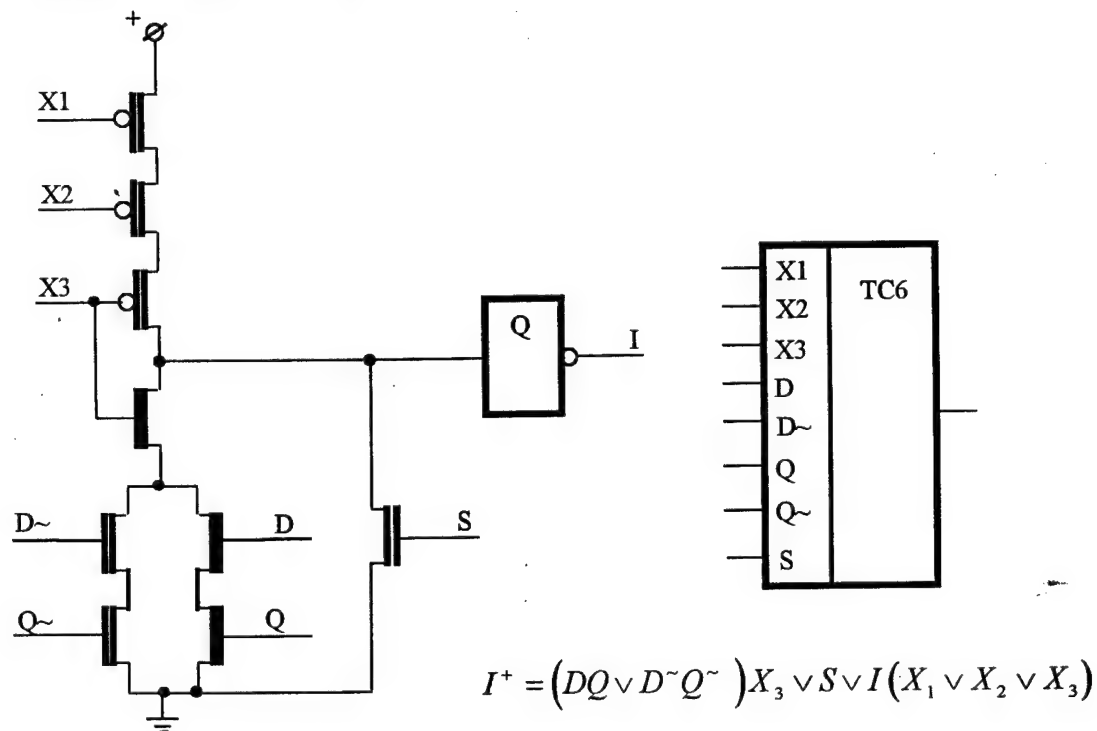 +
X1
X2
X3
Q
I
D~
D
S
Q~
Q
X1
TC6
X2
X3
D
D~
Q
Q~
S
I⁺ = (DQ ∨ D~Q~)X₃ ∨ S ∨ I(X₁ ∨ X₂ ∨ X₃)